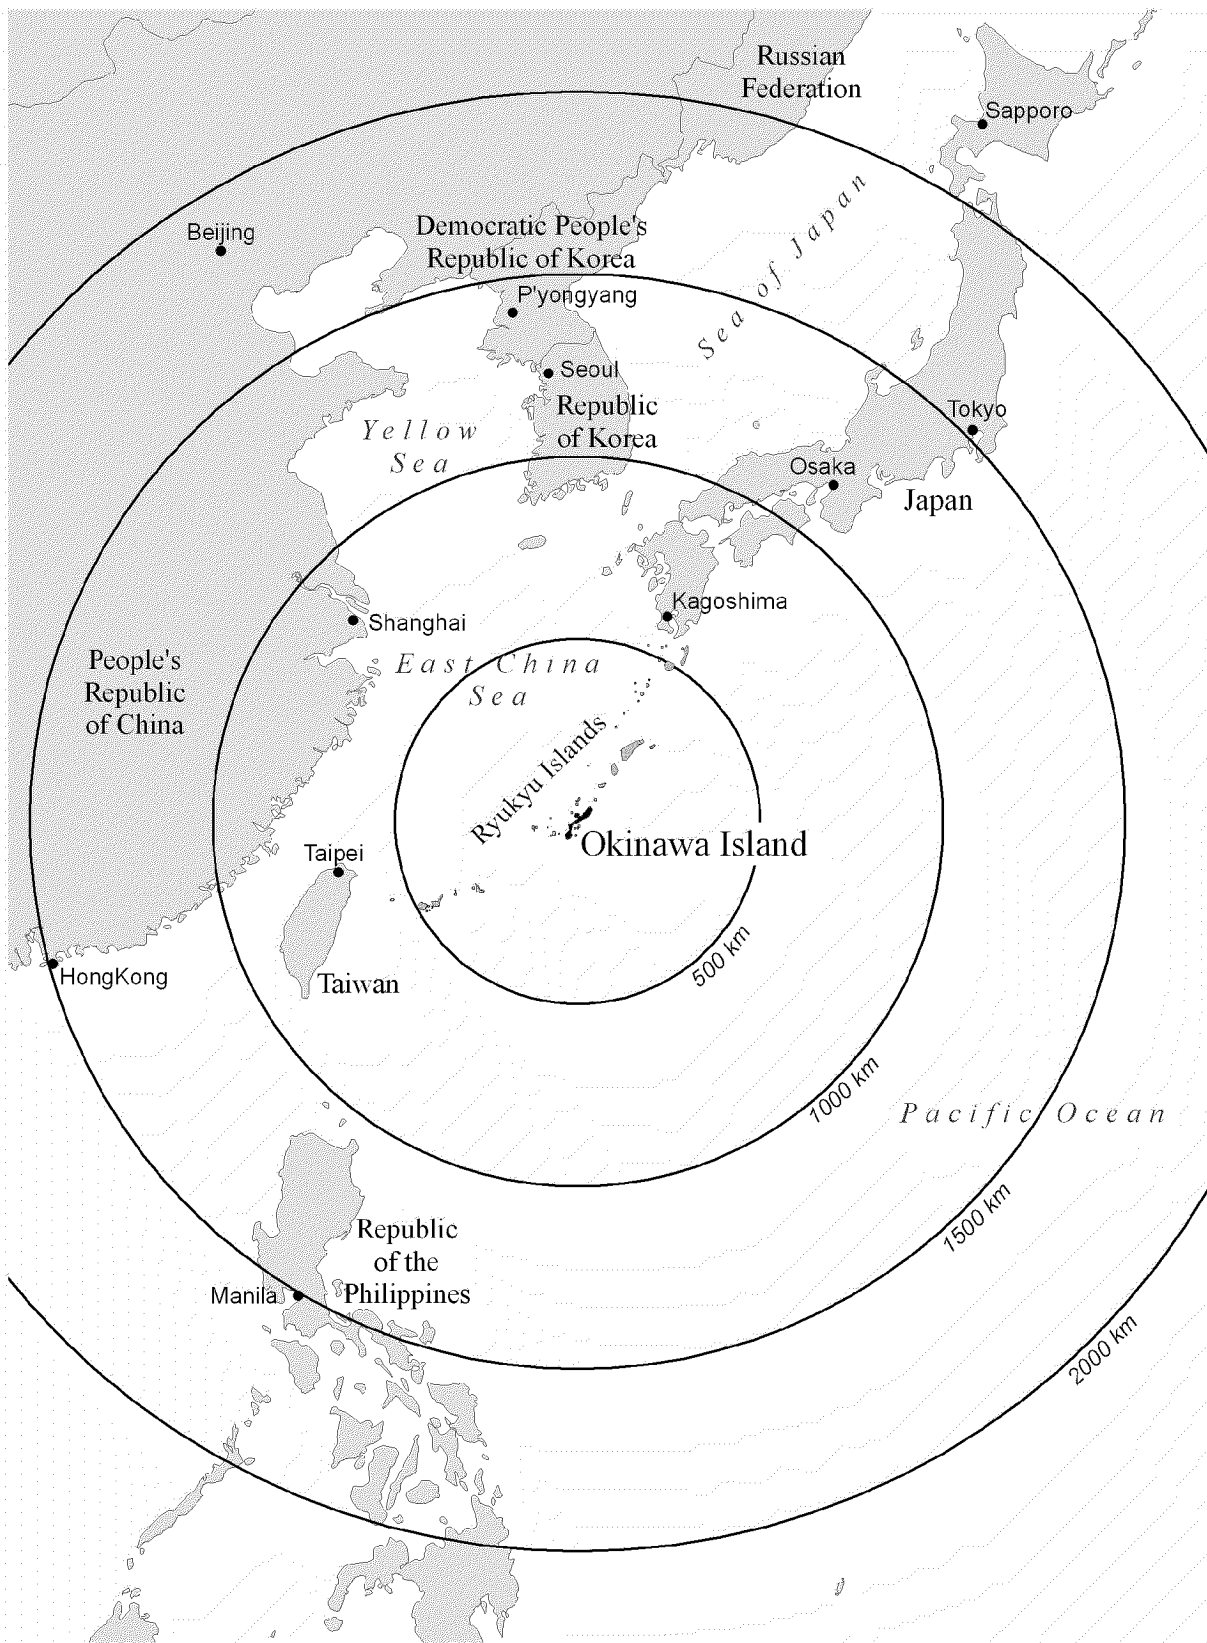 Russian
Federation
Sapporo
Sea of Japan
Beijing
Democratic People's
Republic of Korea
P'yongyang
Seoul
Republic
of Korea
Yellow
Sea
Tokyo
Osaka
Japan
Kagoshima
Shanghai
East China
Sea
People's
Republic
of China
Ryukyu Islands
Okinawa Island
Taipei
Taiwan
HongKong
500 km
1000 km
Pacific Ocean
1500 km
Republic
of the
Philippines
Manila
2000 km